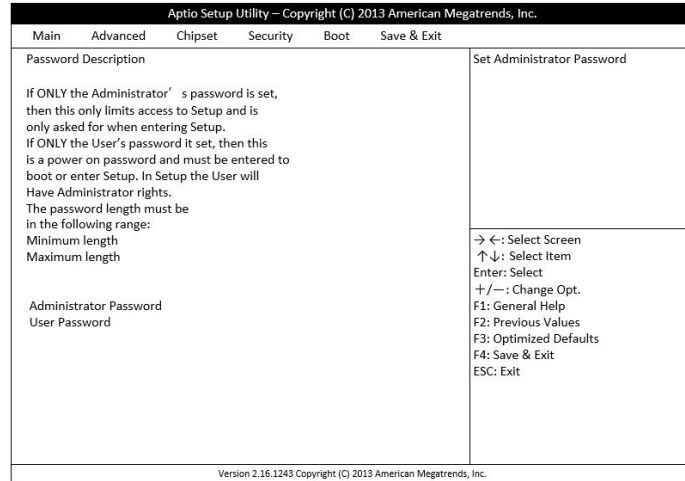 Aptio Setup Utility – Copyright (C) 2013 American Megatrends, Inc.
Main Advanced Chipset Security Boot Save & Exit
Password Description
If ONLY the Administrator’ s password is set,
then this only limits access to Setup and is
only asked for when entering Setup.
If ONLY the User’s password it set, then this
is a power on password and must be entered to
boot or enter Setup. In Setup the User will
Have Administrator rights.
The password length must be
in the following range:
Minimum length
Maximum length
Administrator Password
User Password
Set Administrator Password
→ ←: Select Screen
↑↓: Select Item
Enter: Select
+/—: Change Opt.
F1: General Help
F2: Previous Values
F3: Optimized Defaults
F4: Save & Exit
ESC: Exit
Version 2.16.1243 Copyright (C) 2013 American Megatrends, Inc.